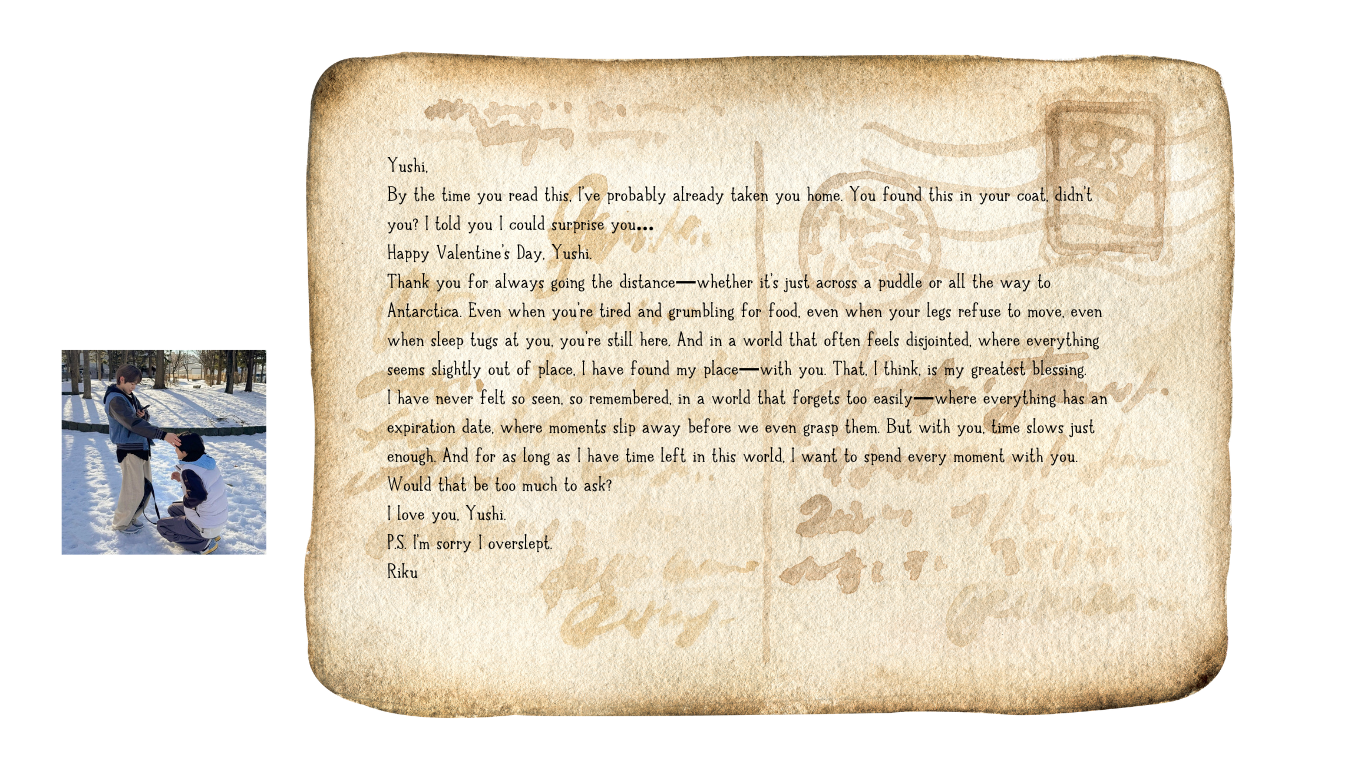 Yushi,
By the time you read this, I've probably already taken you home. You found this in your coat, didn't
you? I told you I could surprise you...
Happy Valentine's Day, Yushi.
Thank you for always going the distance—whether it's just across a puddle or all the way to
Antarctica. Even when you're tired and grumbling for food, even when your legs refuse to move, even
when sleep tugs at you, you're still here. And in a world that often feels disjointed, where everything
seems slightly out of place, I have found my place—with you. That, I think, is my greatest blessing.
I have never felt so seen, so remembered, in a world that forgets too easily—where everything has an
expiration date, where moments slip away before we even grasp them. But with you, time slows just
enough. And for as long as I have time left in this world, I want to spend every moment with you.
Would that be too much to ask?
I love you, Yushi.
P.S. I'm sorry I overslept.
Riku